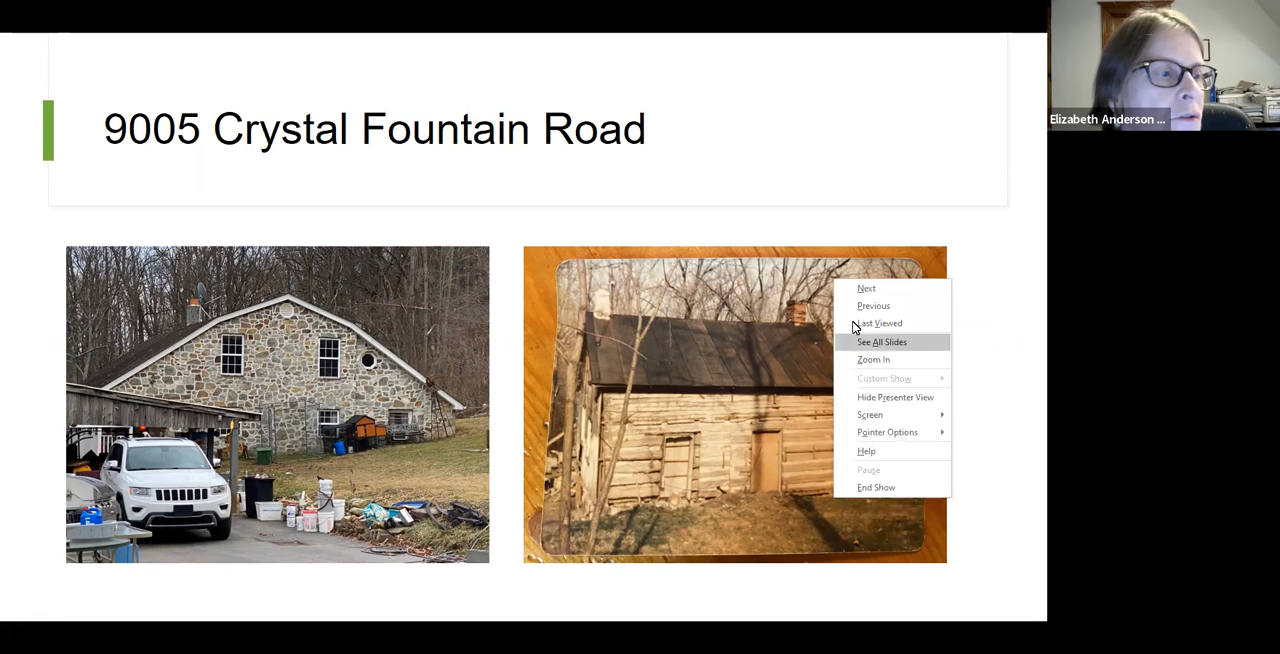 9005 Crystal Fountain Road
Elizabeth Anderson ...
Next
Previous
Last Viewed
See All Slides
Zoom In
Custom Show
Hide Presenter View
Screen
Pointer Options
Help
Pause
End Show